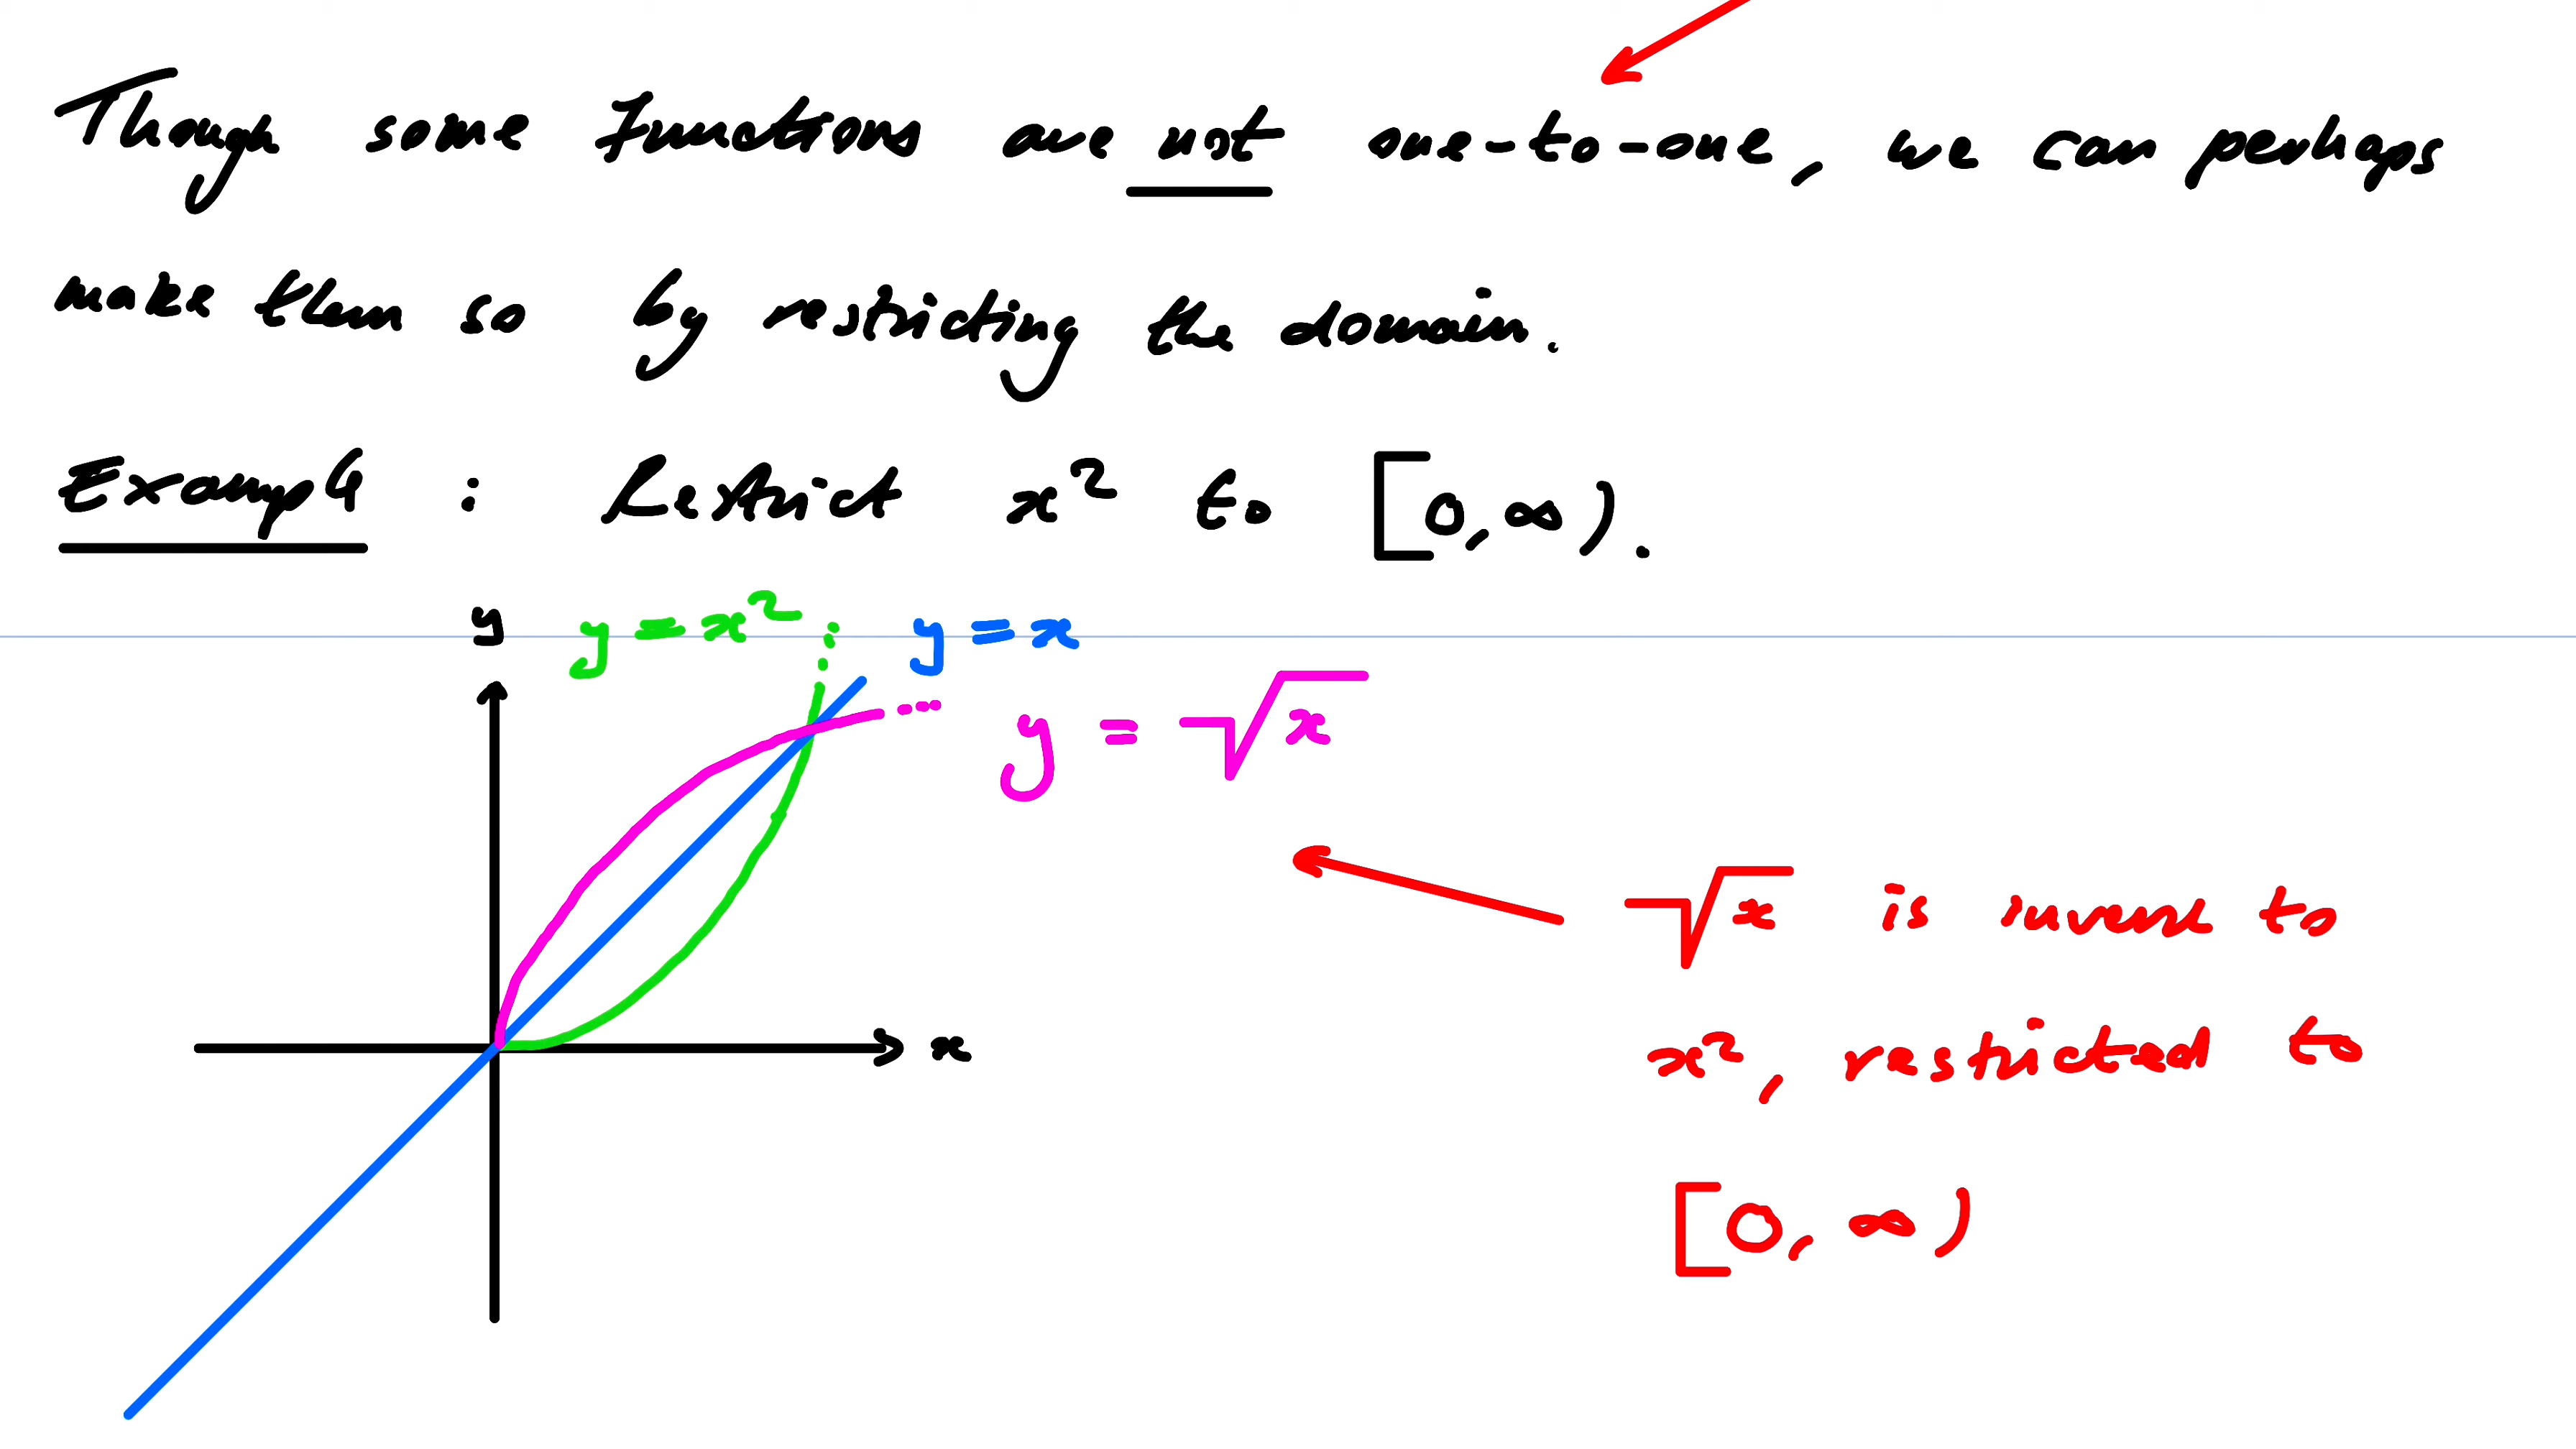 Though some functions are not one-to-one, we can perhaps
make them so by restricting the domain.
Example : Restrict x² to [0,∞).
y y=x² y=x
y = √x
√x is inverse to
x², restricted to
x
[0, ∞)